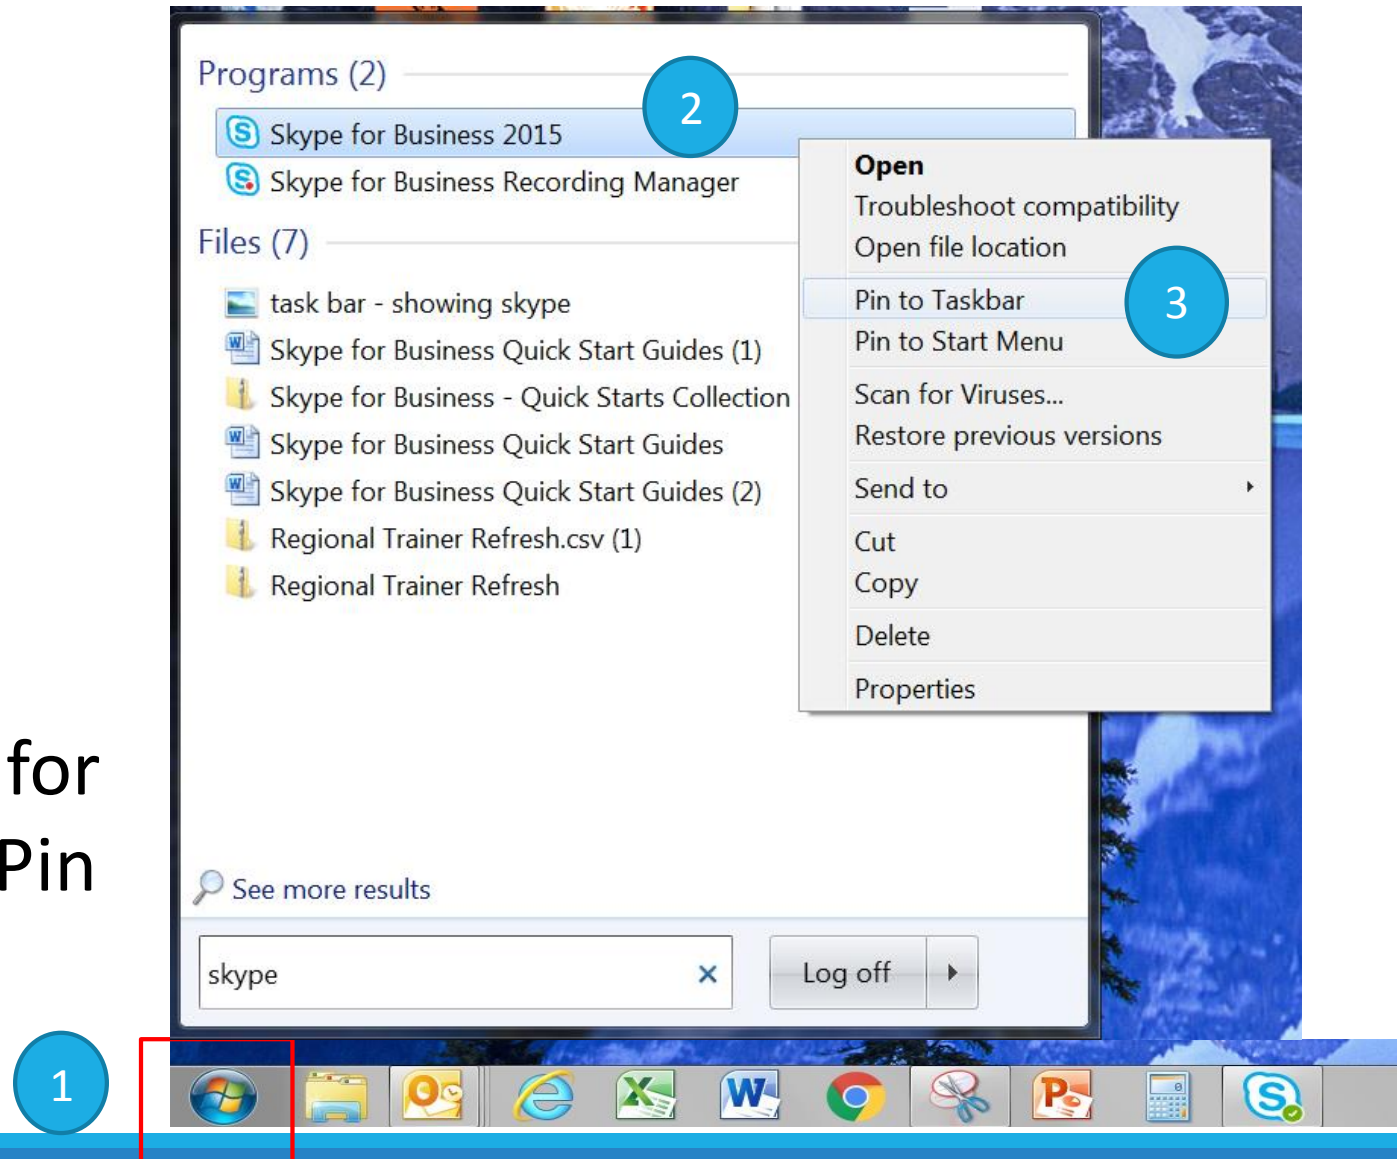 Programs (2)
2
Skype for Business 2015
Skype for Business Recording Manager
Files (7)
task bar - showing skype
Skype for Business Quick Start Guides (1)
Skype for Business - Quick Starts Collection
Skype for Business Quick Start Guides
Skype for Business Quick Start Guides (2)
Regional Trainer Refresh.csv (1)
Regional Trainer Refresh
Open
Troubleshoot compatibility
Open file location
Pin to Taskbar
3
Pin to Start Menu
Scan for Viruses...
Restore previous versions
Send to
Cut
Copy
Delete
Properties
for
Pin
See more results
skype
Log off
1